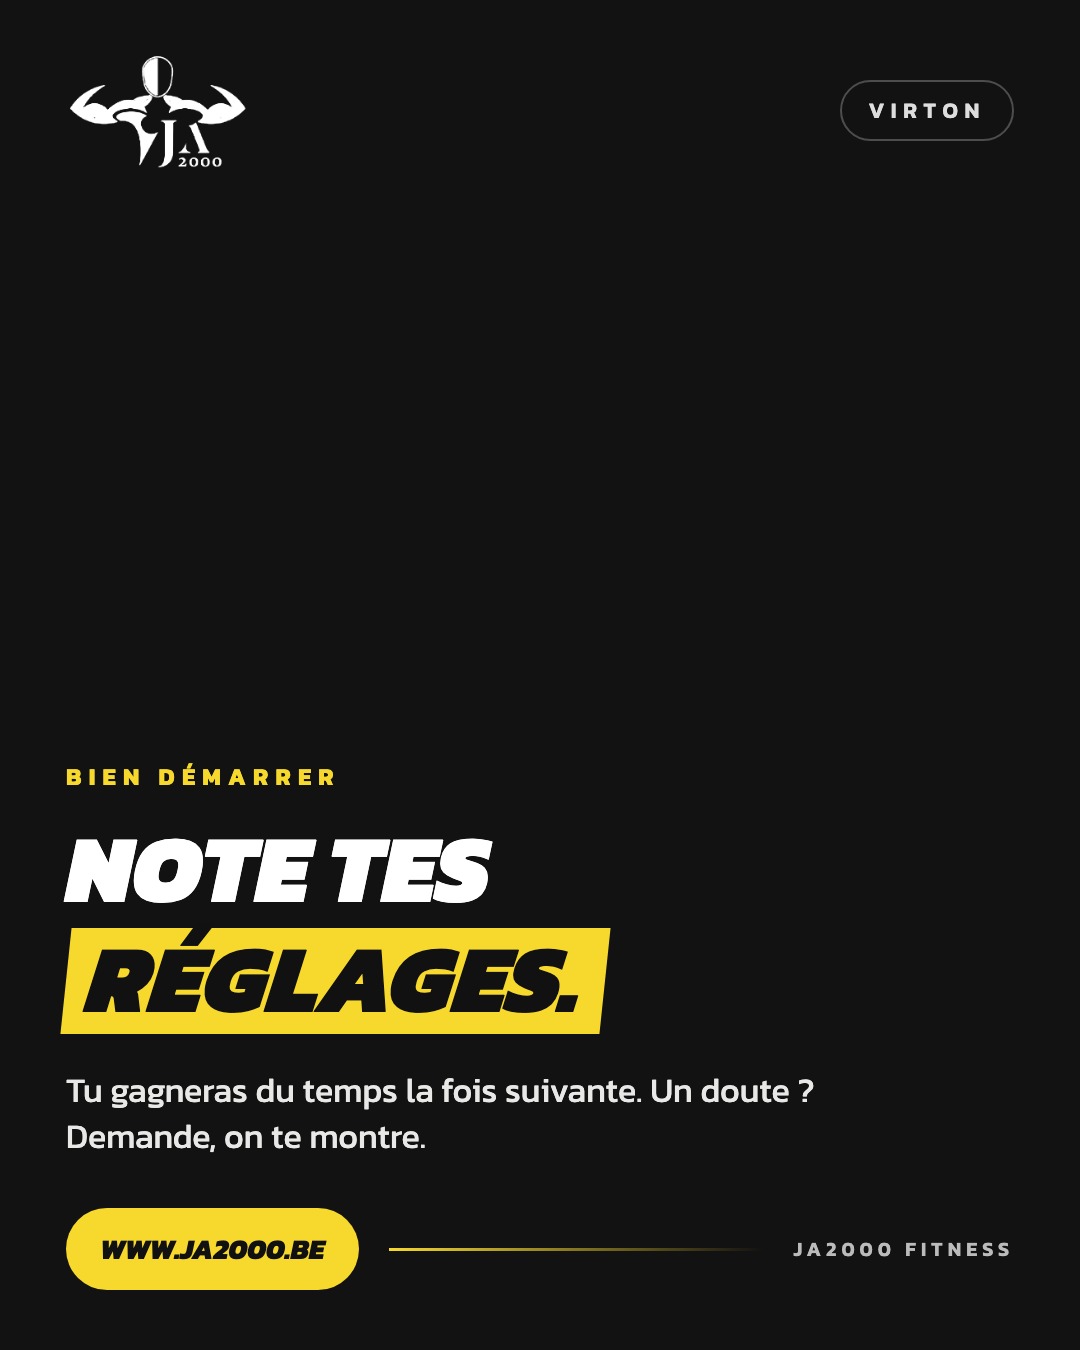 JA
2000
VIRTON
BIEN DÉMARRER
NOTE TES
RÉGLAGES.
Tu gagneras du temps la fois suivante. Un doute ?
Demande, on te montre.
WWW.JA2000.BE
JA2000 FITNESS